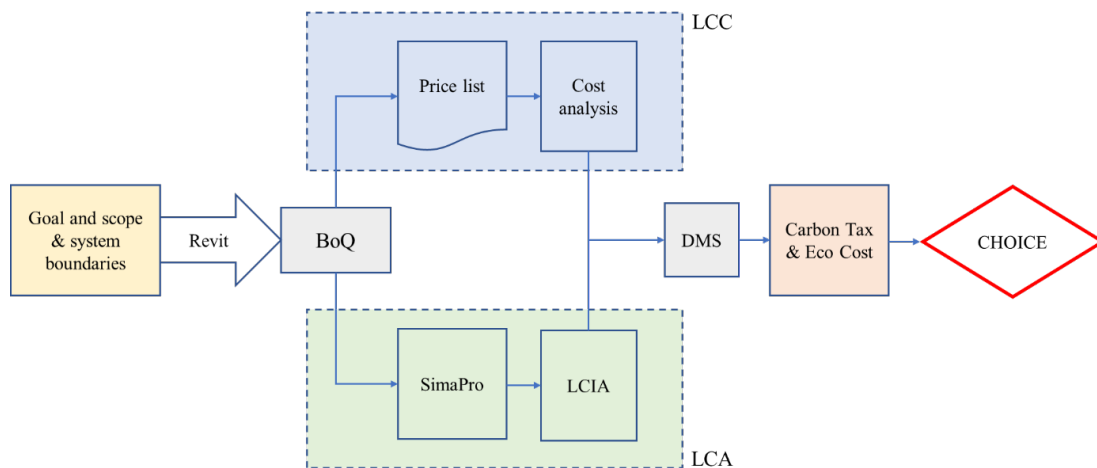 LCC
Price list
Cost
analysis
Goal and scope
& system
boundaries
Revit
BoQ
DMS
Carbon Tax
& Eco Cost
CHOICE
SimaPro
LCIA
LCA